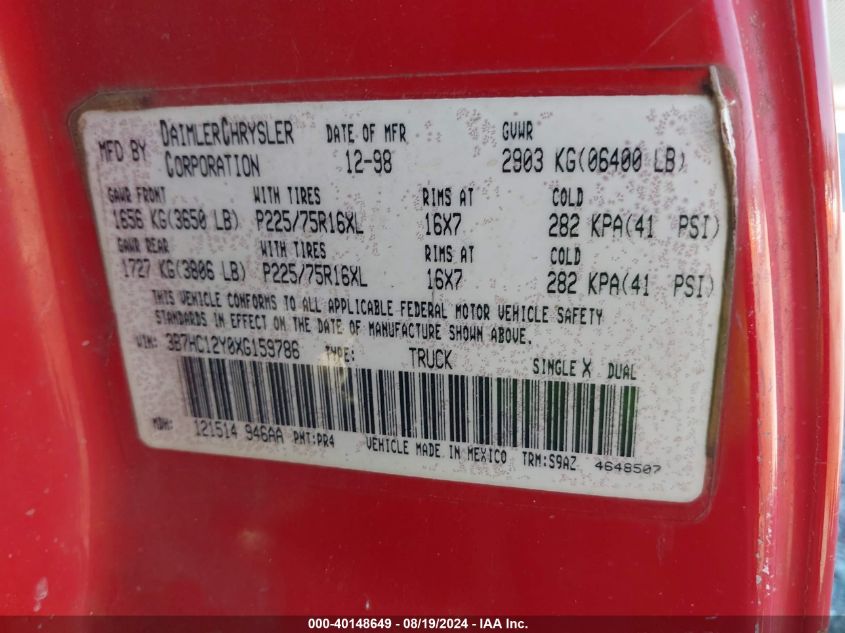 MFD BY DAIMLERCHRYSLER CORPORATION DATE OF MFR 12-98 GVWR 2903 KG(06400 LB)
GAWR FRONT WITH TIRES RIMS AT COLD
1656 KG(3650 LB) P225/75R16XL 16X7 282 KPA(41 PSI)
GAWR REAR WITH TIRES RIMS AT COLD
1727 KG(3806 LB) P225/75R16XL 16X7 282 KPA(41 PSI)
THIS VEHICLE CONFORMS TO ALL APPLICABLE FEDERAL MOTOR VEHICLE SAFETY
STANDARDS IN EFFECT ON THE DATE OF MANUFACTURE SHOWN ABOVE.
VIN: 3B7HC12Y0XG159786 TYPE: TRUCK SINGLE X DUAL
MDH: 121514 946AA PNT:PR4 VEHICLE MADE IN MEXICO TRM:S9AZ 4648507
000-40148649 - 08/19/2024 - IAA Inc.